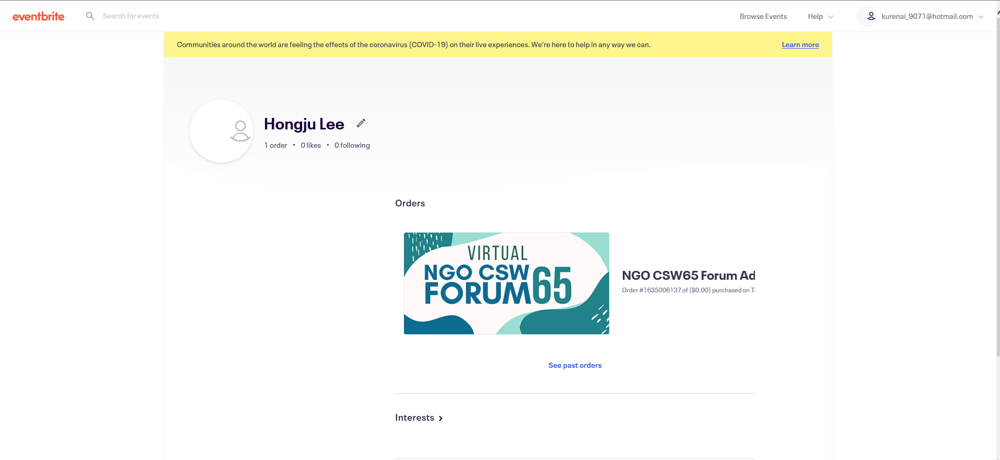 eventbrite
Search for events
Browse Events
Help
kurenai_9071@hotmail.com
Communities around the world are feeling the effects of the coronavirus (COVID-19) on their live experiences. We’re here to help in any way we can.
Learn more
Hongju Lee
1 order • 0 likes • 0 following
Orders
VIRTUAL
NGO CSW
FORUM 65
NGO CSW65 Forum Ad
Order #1635006137 of ($0.00) purchased on
See past orders
Interests